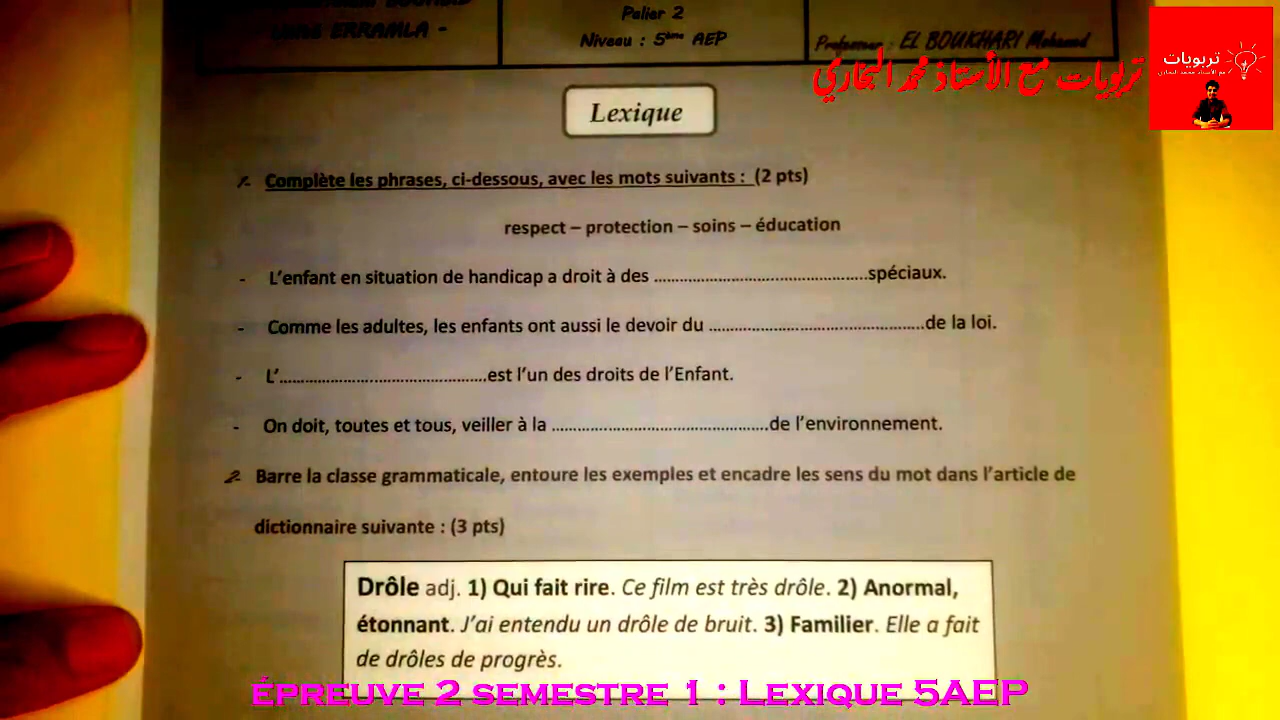 Palier 2
ERRAMLA -
Niveau : 5ème AEP
Professeur : EL BOUKHARI Mohamed
تربويات
مع الأستاذ محمد البخاري
تربويات مع الأستاذ محمد البخاري
Lexique
1. Complète les phrases, ci-dessous, avec les mots suivants : (2 pts)
respect – protection – soins – éducation
- L'enfant en situation de handicap a droit à des ............................................spéciaux.
- Comme les adultes, les enfants ont aussi le devoir du ............................................de la loi.
- L'............................................est l'un des droits de l'Enfant.
- On doit, toutes et tous, veiller à la ............................................de l'environnement.
2. Barre la classe grammaticale, entoure les exemples et encadre les sens du mot dans l'article de
dictionnaire suivante : (3 pts)
Drôle adj. 1) Qui fait rire. Ce film est très drôle. 2) Anormal,
étonnant. J'ai entendu un drôle de bruit. 3) Familier. Elle a fait
de drôles de progrès.
épreuve 2 semestre 1 : Lexique 5AEP